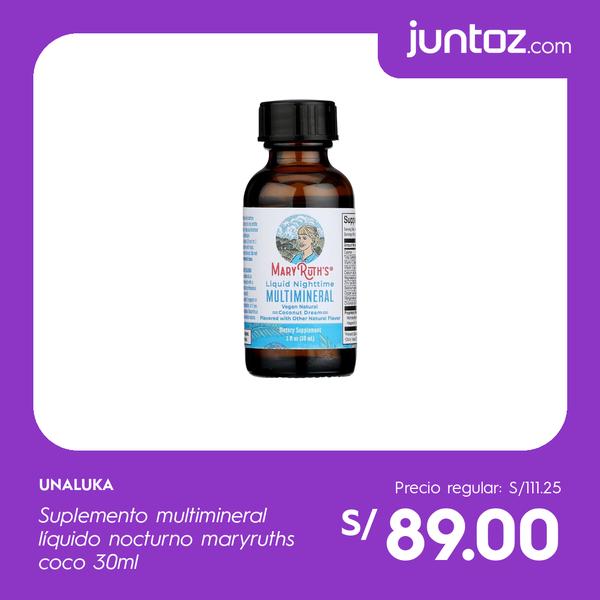 juntoz.com
MARYRUTH'S®
Liquid Nighttime
MULTIMINERAL
Vegan Natural
Coconut Dream
Flavored with Other Natural Flavor
Dietary Supplement
1 fl oz (30 mL)
UNALUKA
Suplemento multimineral
líquido nocturno maryruths
coco 30ml
Precio regular: S/111.25
S/ 89.00